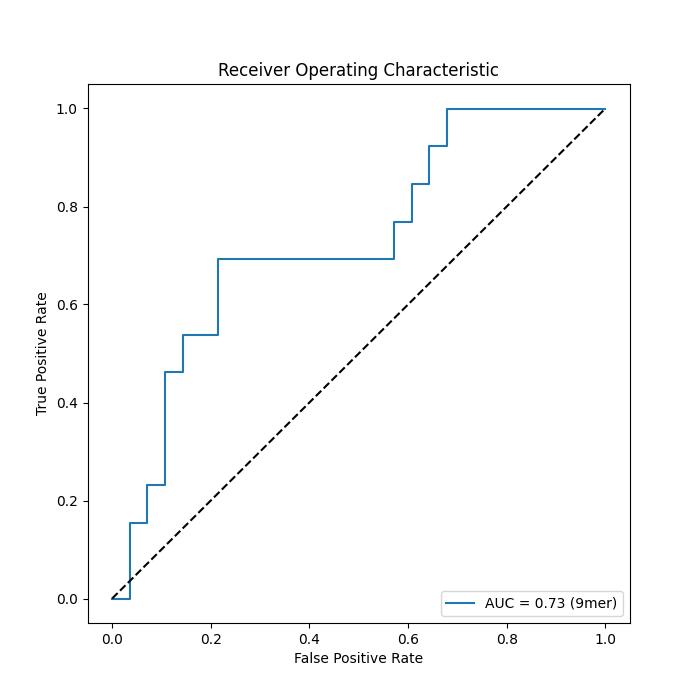 Receiver Operating Characteristic
True Positive Rate
1.0
0.8
0.6
0.4
0.2
0.0
AUC = 0.73 (9mer)
0.0 0.2 0.4 0.6 0.8 1.0
False Positive Rate